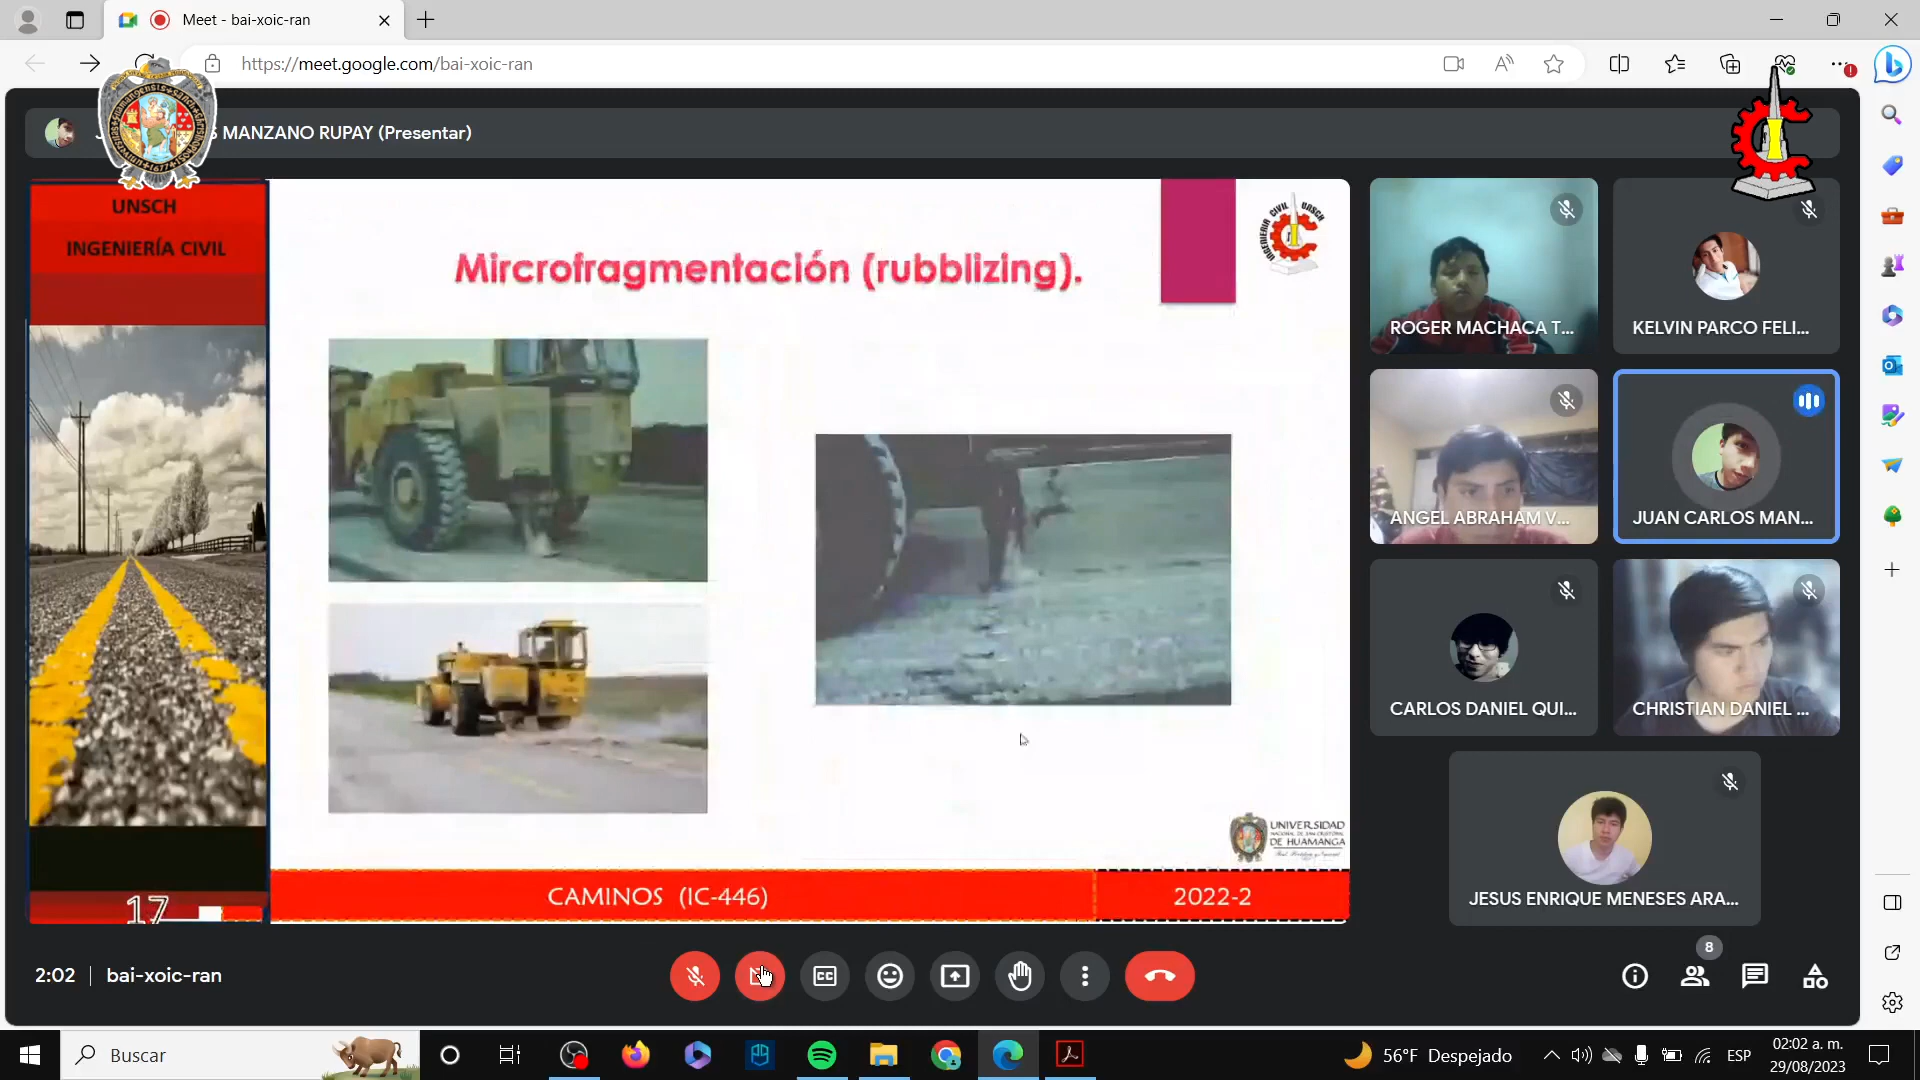 Meet - bai-xoic-ran
https://meet.google.com/bai-xoic-ran
MANZANO RUPAY (Presentar)
UNSCH
INGENIERÍA CIVIL
Mircrofragmentación (rubblizing).
INGENIERIA CIVIL UNSCH
UNIVERSIDAD
DE HUAMANGA
CAMINOS (IC-446)
2022-2
17
ROGER MACHACA T...
KELVIN PARCO FELI...
ANGEL ABRAHAM V...
JUAN CARLOS MAN...
CARLOS DANIEL QUI...
CHRISTIAN DANIEL ...
JESUS ENRIQUE MENESES ARA...
2:02 | bai-xoic-ran
8
Buscar
56°F Despejado
ESP
02:02 a. m.
29/08/2023